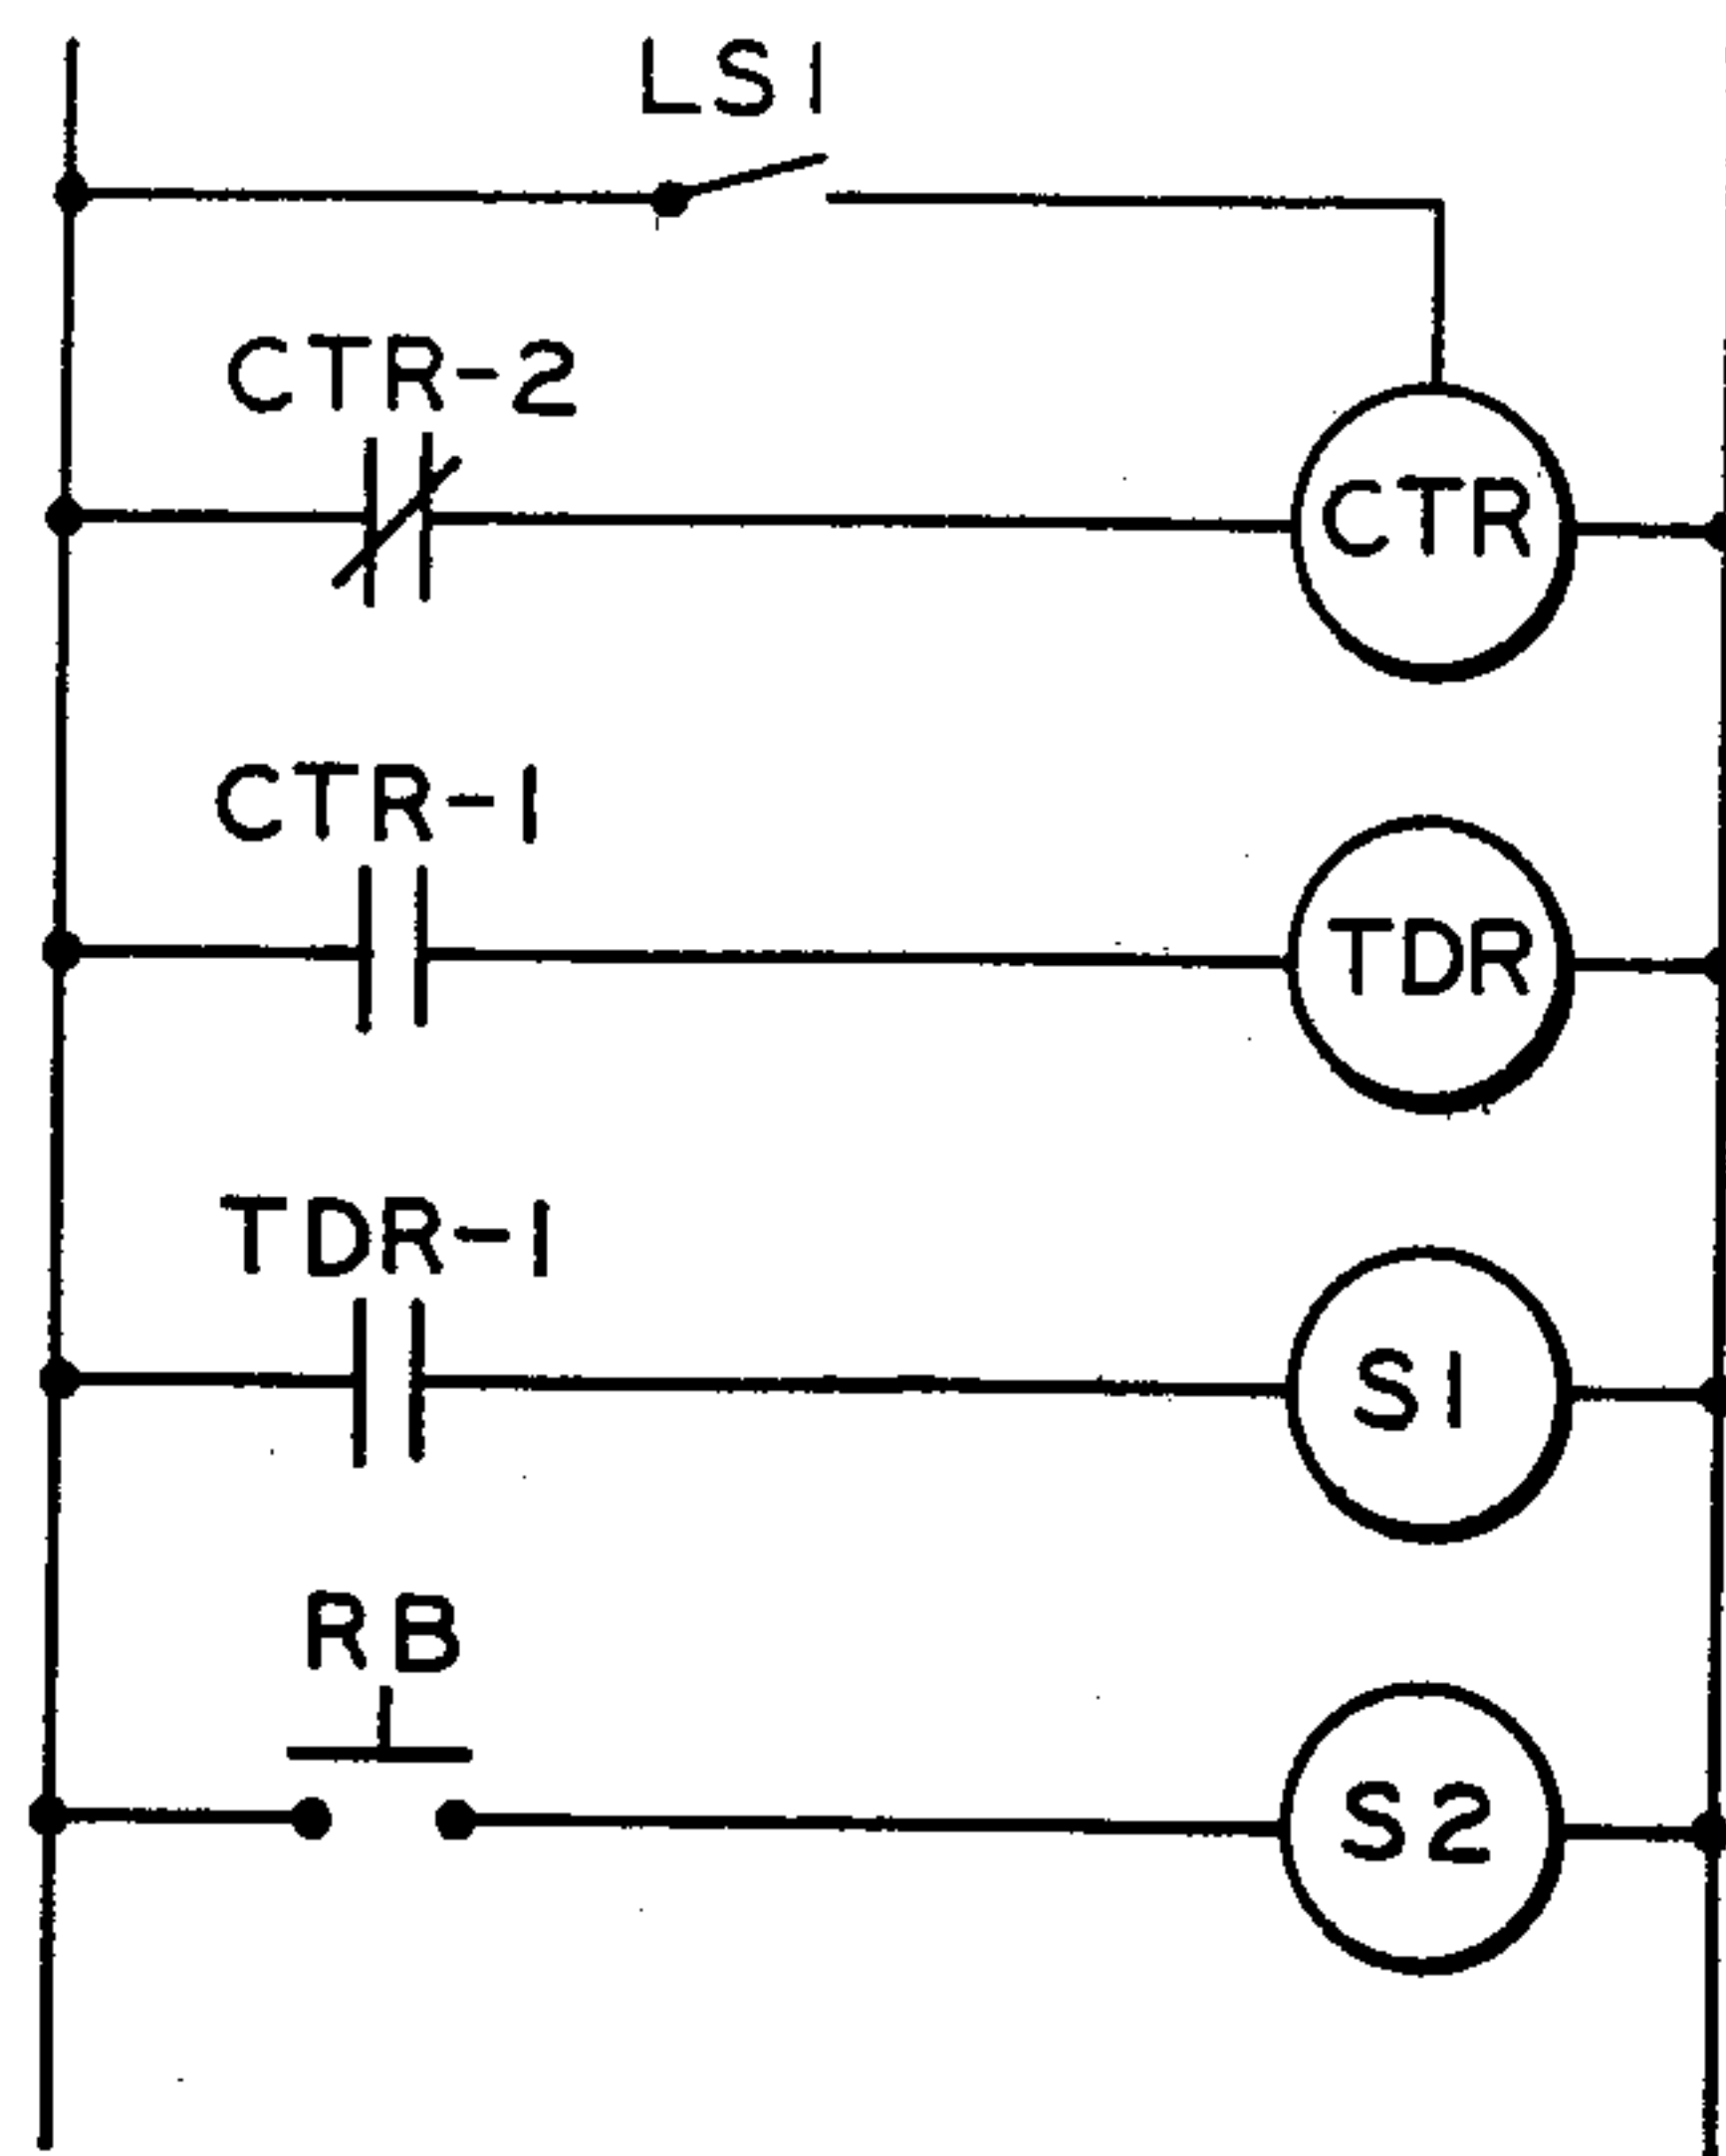 LS1
CTR-2
CTR
CTR-1
TDR
TDR-1
S1
RB
S2